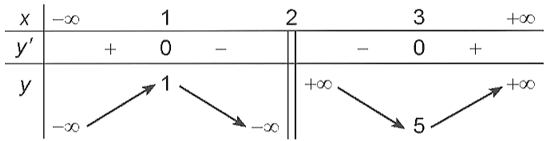 x −∞ 1 2 3 +∞
y' + 0 − − 0 +
y 1 +∞ +∞
−∞ −∞ 5